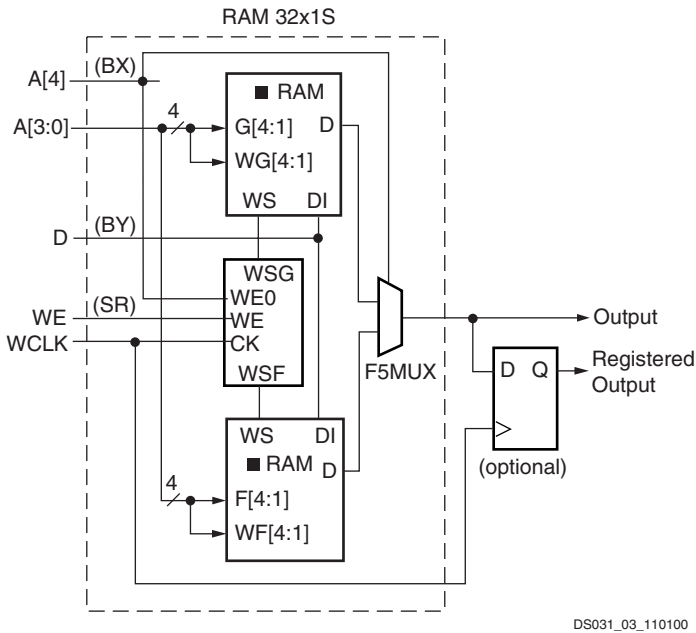 RAM 32x1S
A[4]
(BX)
A[3:0]
4
RAM
G[4:1]
D
WG[4:1]
WS
DI
D
(BY)
WSG
WE0
WE
(SR)
WE
WCLK
CK
WSF
F5MUX
Output
D
Q
Registered
Output
(optional)
WS
DI
RAM
D
4
F[4:1]
WF[4:1]
DS031_03_110100